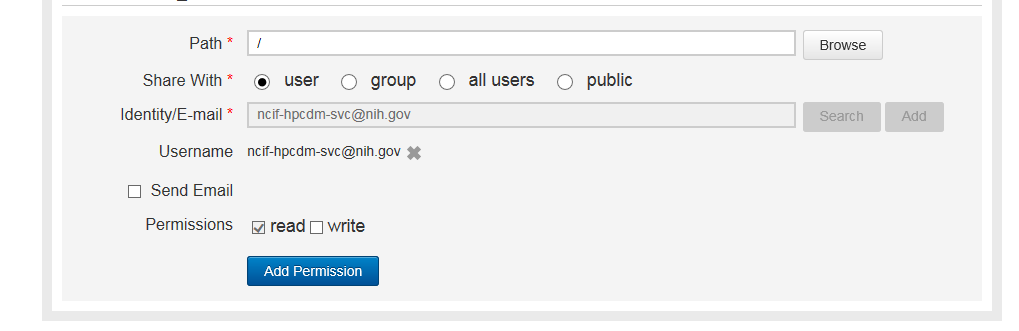 Path * / Browse
Share With * user group all users public
Identity/E-mail * ncif-hpcdm-svc@nih.gov Search Add
Username ncif-hpcdm-svc@nih.gov
Send Email
Permissions read write
Add Permission